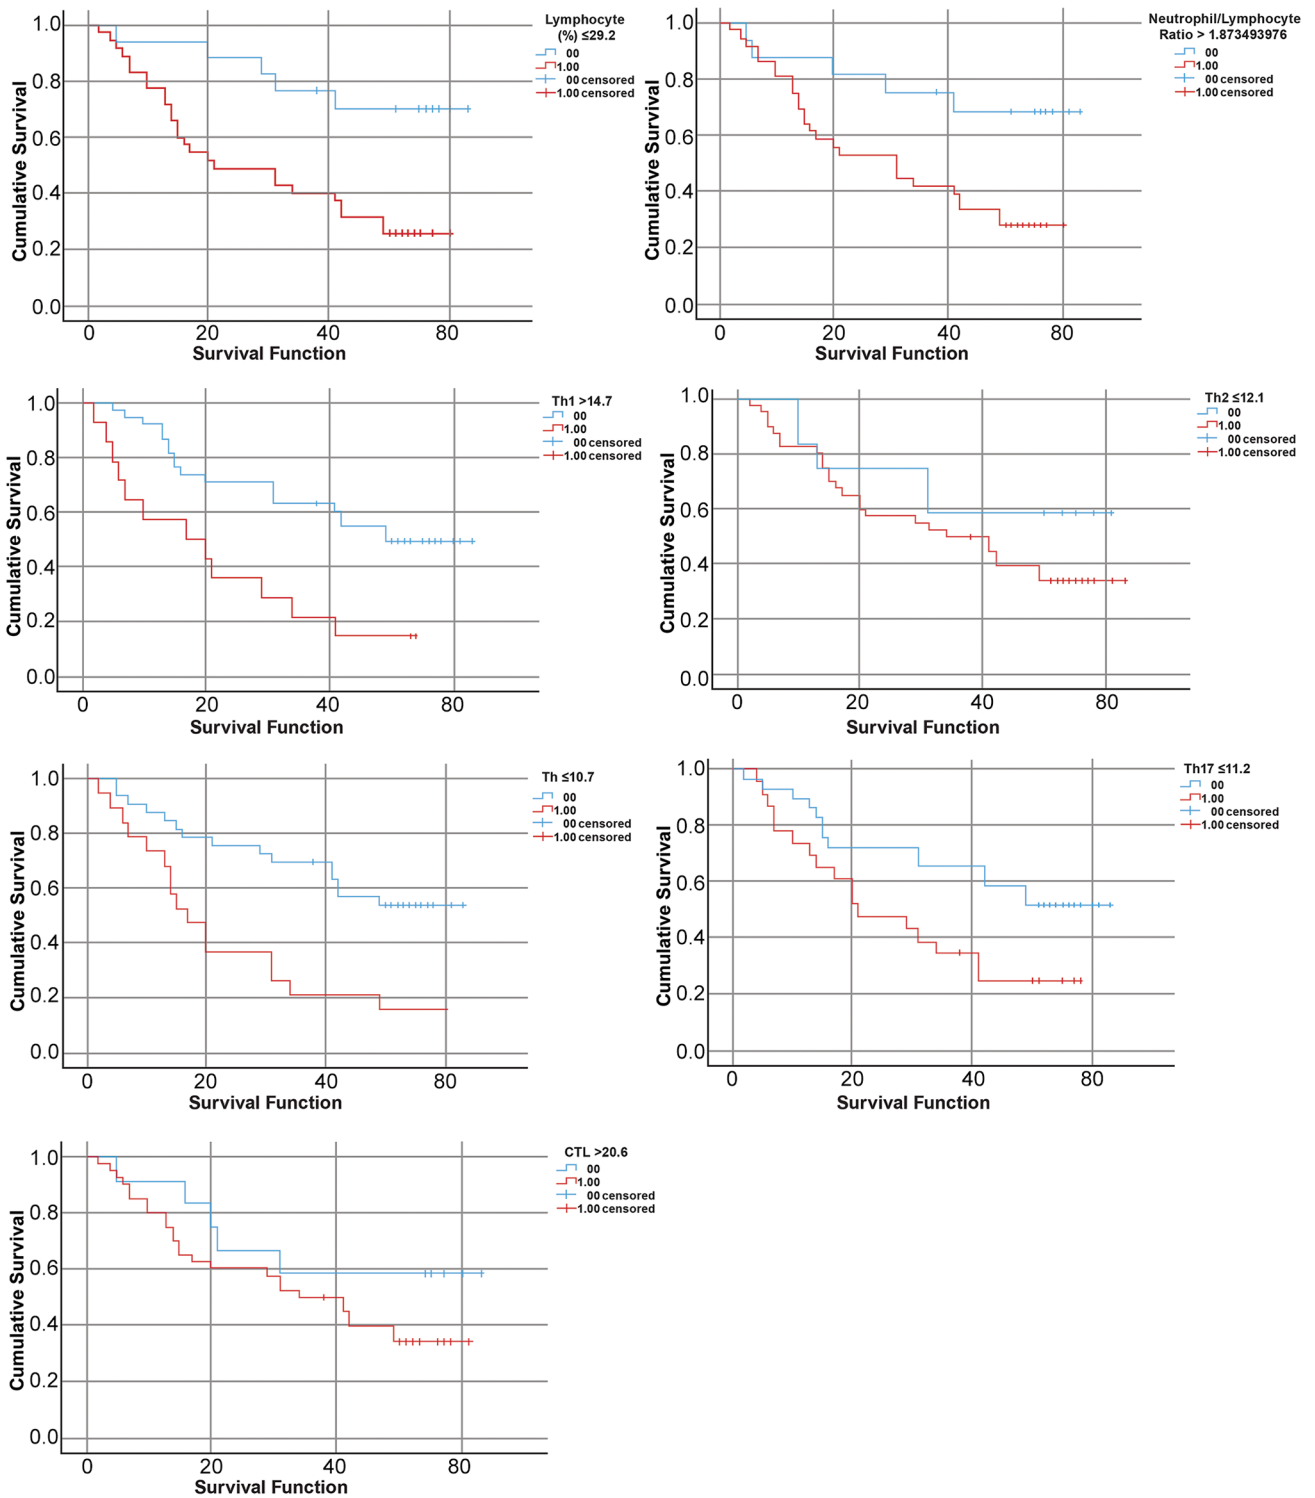 Lymphocyte
(%) ≤29.2
00
1.00
00 censored
1.00 censored
Cumulative Survival
1.0
0.8
0.6
0.4
0.2
0.0
0 20 40 80
Survival Function
Neutrophil/Lymphocyte
Ratio > 1.873493976
00
1.00
00 censored
1.00 censored
Cumulative Survival
1.0
0.8
0.6
0.4
0.2
0.0
0 20 40 80
Survival Function
Th1 >14.7
00
1.00
00 censored
1.00 censored
Cumulative Survival
1.0
0.8
0.6
0.4
0.2
0.0
0 20 40 80
Survival Function
Th2 ≤12.1
00
1.00
00 censored
1.00 censored
Cumulative Survival
1.0
0.8
0.6
0.4
0.2
0.0
0 20 40 80
Survival Function
Th ≤10.7
00
1.00
00 censored
1.00 censored
Cumulative Survival
1.0
0.8
0.6
0.4
0.2
0.0
0 20 40 80
Survival Function
Th17 ≤11.2
00
1.00
00 censored
1.00 censored
Cumulative Survival
1.0
0.8
0.6
0.4
0.2
0.0
0 20 40 80
Survival Function
CTL >20.6
00
1.00
00 censored
1.00 censored
Cumulative Survival
1.0
0.8
0.6
0.4
0.2
0.0
0 20 40 80
Survival Function